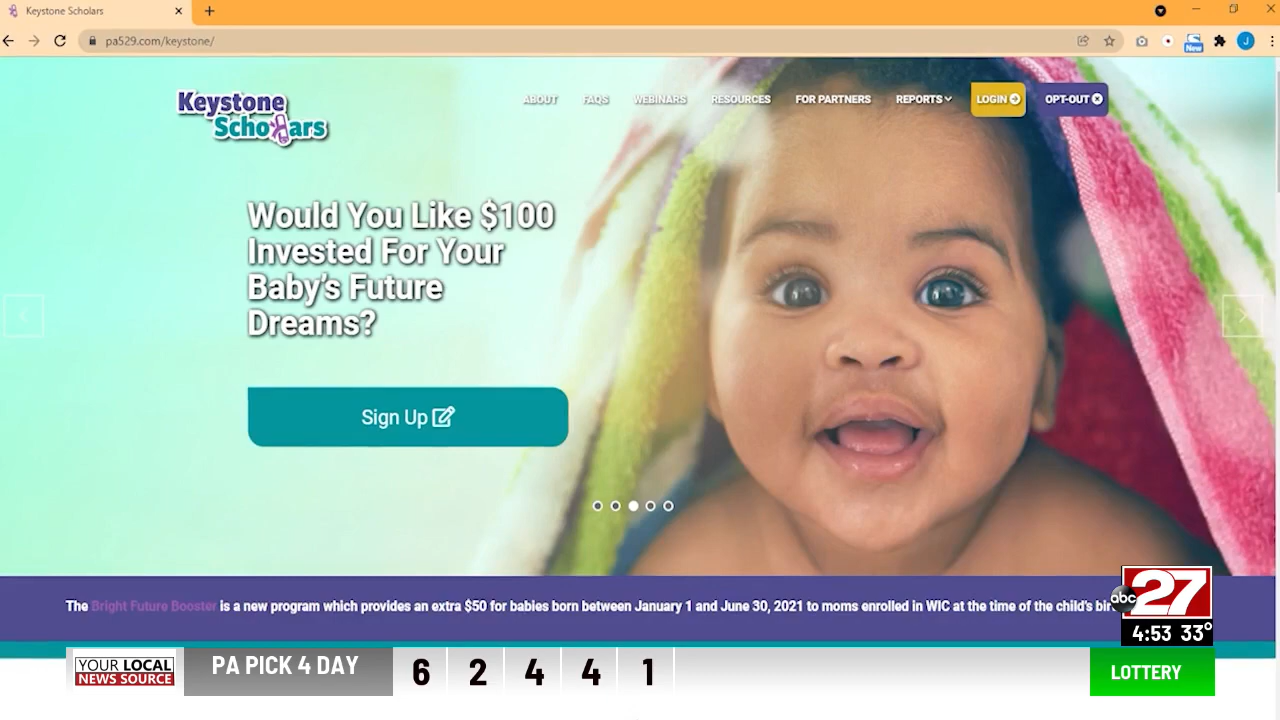 Keystone Scholars
pa529.com/keystone/
New
J
Keystone
Scholars
ABOUT FAQS WEBINARS RESOURCES FOR PARTNERS REPORTS LOGIN OPT-OUT
Would You Like $100
Invested For Your
Baby's Future
Dreams?
Sign Up
The Bright Future Booster is a new program which provides an extra $50 for babies born between January 1 and June 30, 2021 to moms enrolled in WIC at the time of the child's
abc 27
4:53 33°
YOUR LOCAL
NEWS SOURCE
PA PICK 4 DAY 6 2 4 4 1
LOTTERY